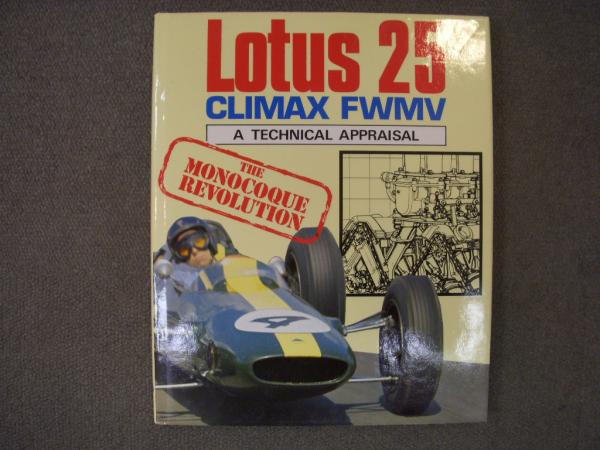 Lotus 25
CLIMAX FWMV
A TECHNICAL APPRAISAL
THE
MONOCOQUE
REVOLUTION
4